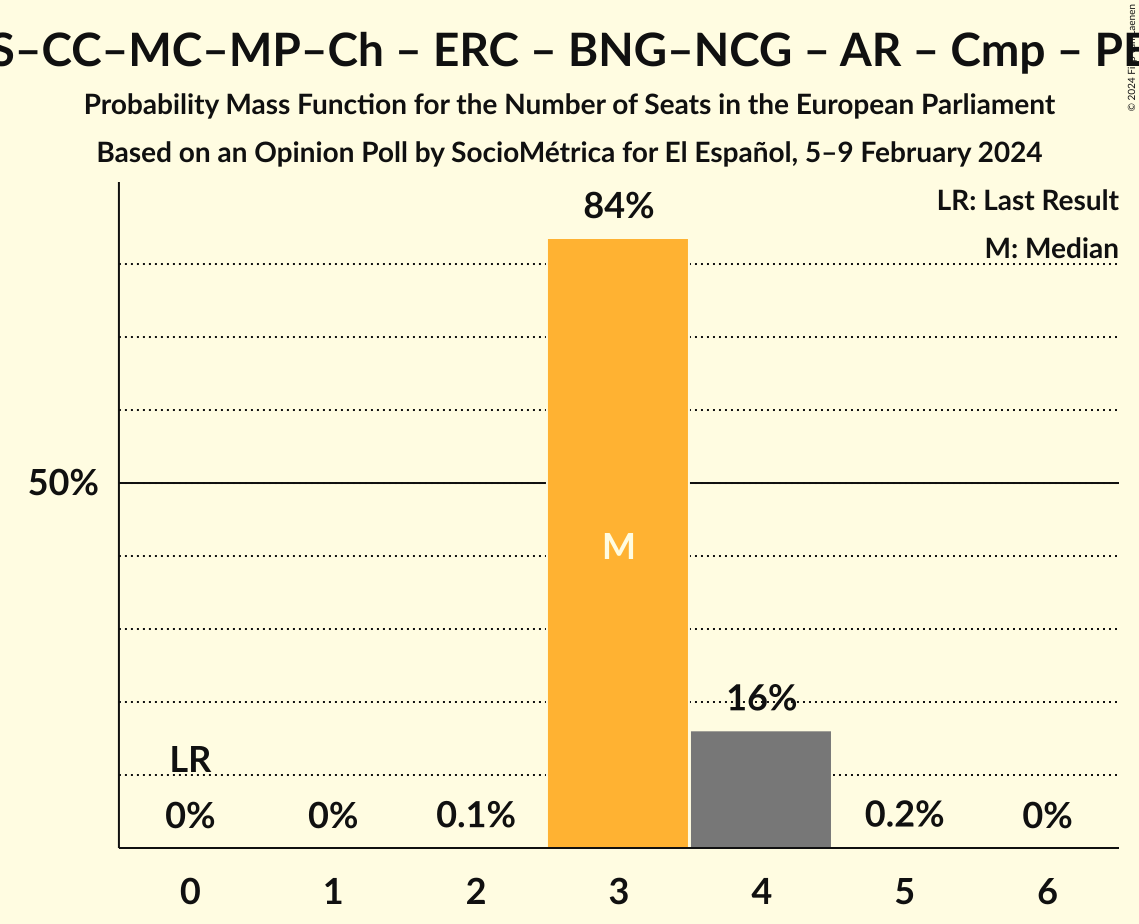 S–CC–MC–MP–Ch – ERC – BNG–NCG – AR – Cmp –
© 2024
Probability Mass Function for the Number of Seats in the European Parliament
Based on an Opinion Poll by SocioMétrica for El Español, 5–9 February 2024
LR: Last Result
M: Median
84%
50%
M
16%
LR
0% 0% 0.1% 0.2% 0%
0 1 2 3 4 5 6